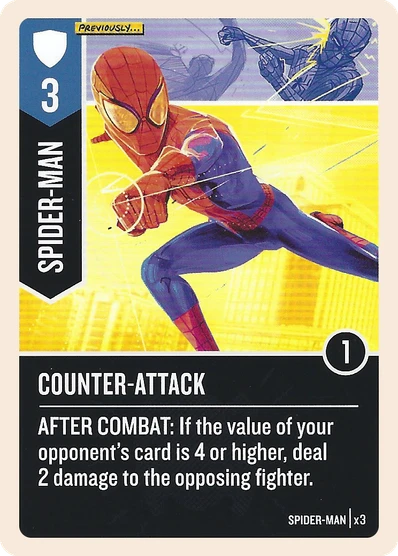 PREVIOUSLY...
3
SPIDER-MAN
1
COUNTER-ATTACK
AFTER COMBAT: If the value of your
opponent's card is 4 or higher, deal
2 damage to the opposing fighter.
SPIDER-MAN | x3